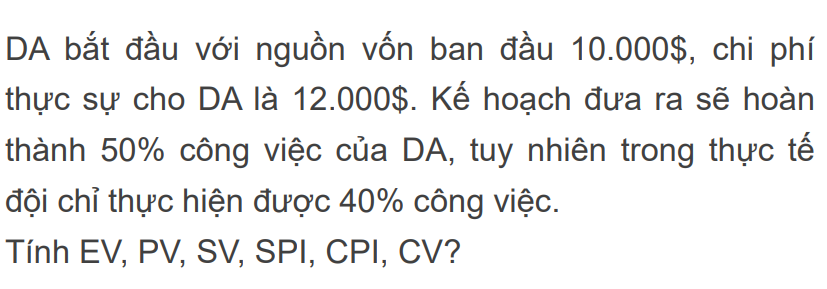 DA bắt đầu với nguồn vốn ban đầu 10.000$, chi phí
thực sự cho DA là 12.000$. Kế hoạch đưa ra sẽ hoàn
thành 50% công việc của DA, tuy nhiên trong thực tế
đội chỉ thực hiện được 40% công việc.
Tính EV, PV, SV, SPI, CPI, CV?